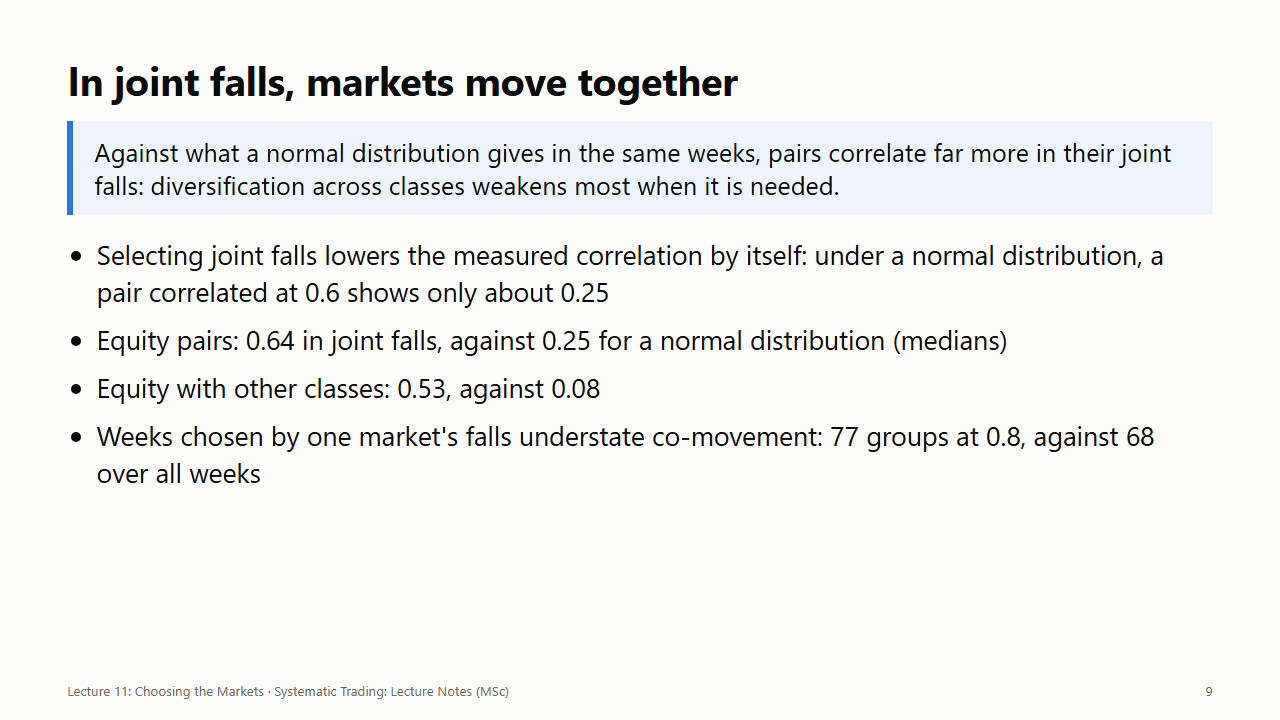 In joint falls, markets move together
Against what a normal distribution gives in the same weeks, pairs correlate far more in their joint
falls: diversification across classes weakens most when it is needed.
• Selecting joint falls lowers the measured correlation by itself: under a normal distribution, a
pair correlated at 0.6 shows only about 0.25
• Equity pairs: 0.64 in joint falls, against 0.25 for a normal distribution (medians)
• Equity with other classes: 0.53, against 0.08
• Weeks chosen by one market's falls understate co-movement: 77 groups at 0.8, against 68
over all weeks
Lecture 11: Choosing the Markets · Systematic Trading: Lecture Notes (MSc)
9